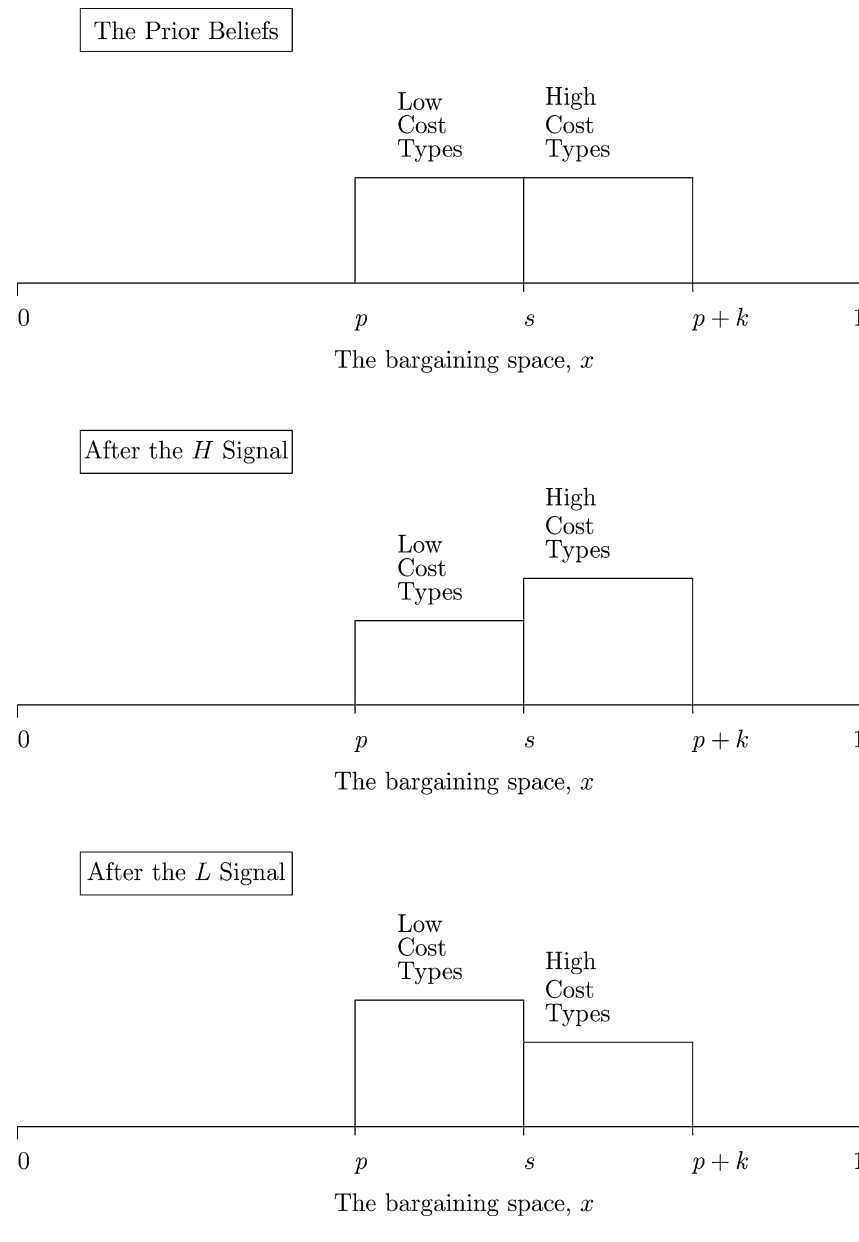 The Prior Beliefs
Low
Cost
Types
High
Cost
Types
0 p s p + k 1
The bargaining space, x
After the H Signal
Low
Cost
Types
High
Cost
Types
0 p s p + k 1
The bargaining space, x
After the L Signal
Low
Cost
Types
High
Cost
Types
0 p s p + k 1
The bargaining space, x